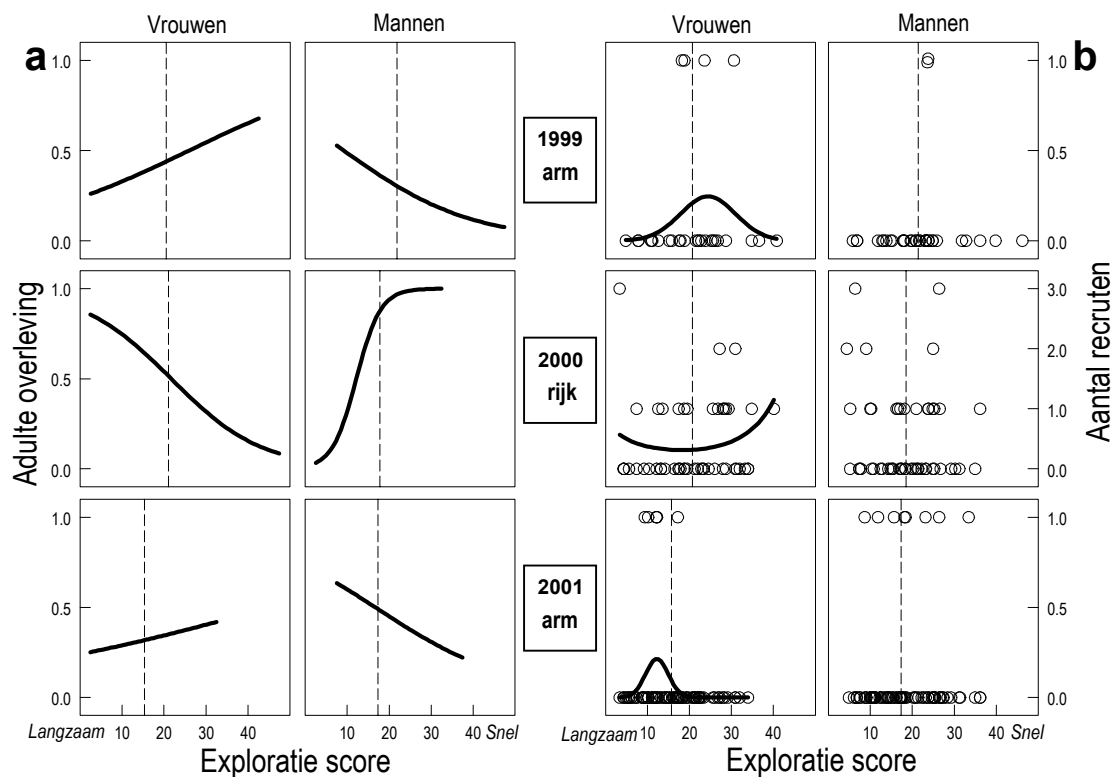 Vrouwen Mannen Vrouwen Mannen
a b
1.0 1.0
0.5 1999 0.5
arm
0.0 0.0
1.0 3.0
2000 2.0
0.5 rijk
1.0
0.0 0.0
1.0 1.0
2001
0.5 arm 0.5
0.0 0.0
Adulte overleving
Aantal recruten
Langzaam 10 20 30 40 10 20 30 40 Snel
Langzaam 10 20 30 40 10 20 30 40 Snel
Exploratie score Exploratie score